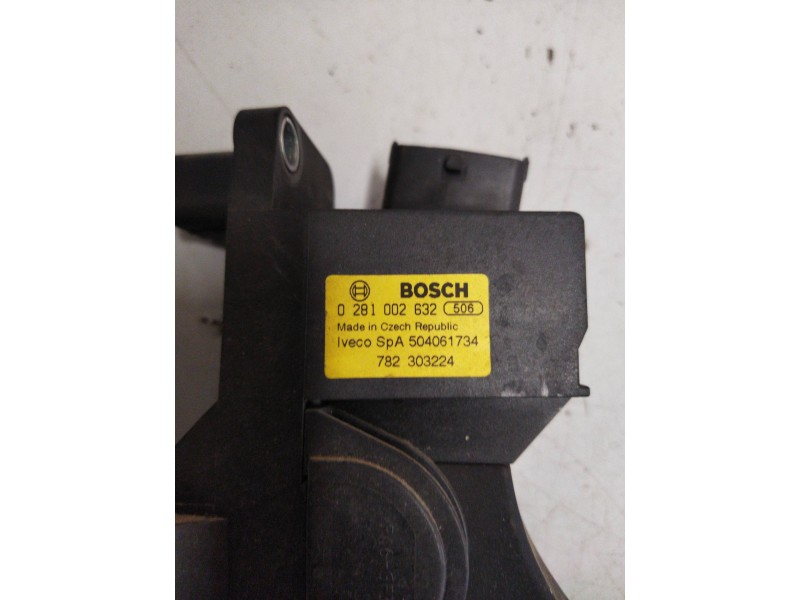 BOSCH
0 281 002 632 506
Made in Czech Republic
Iveco SpA 504061734
782 303224